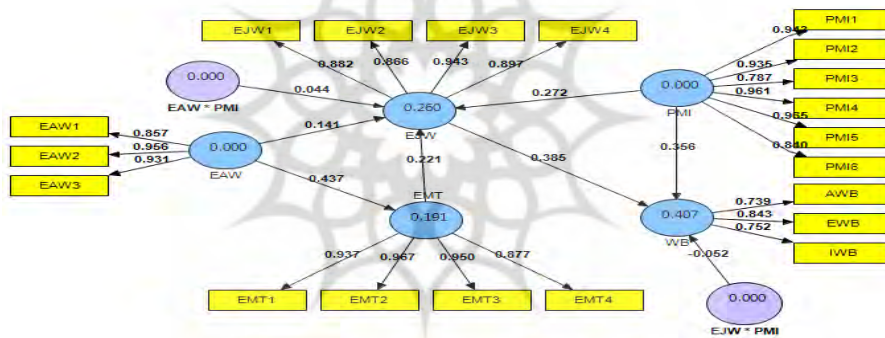 EJW1
EJW2
EJW3
EJW4
PMI1
PMI2
PMI3
PMI4
PMI5
PMI6
0.882
0.866
0.943
0.897
0.935
0.787
0.961
0.840
0.000
EAW * PMI
0.044
0.260
EJW
0.272
0.000
PMI
EAW1
EAW2
EAW3
0.857
0.956
0.931
0.000
EAW
0.141
0.221
0.437
0.385
0.356
EMT
0.191
0.407
WB
0.739
0.843
0.752
AWB
EWB
IWB
0.937
0.967
0.950
0.877
-0.052
EMT1
EMT2
EMT3
EMT4
0.000
EJW * PMI